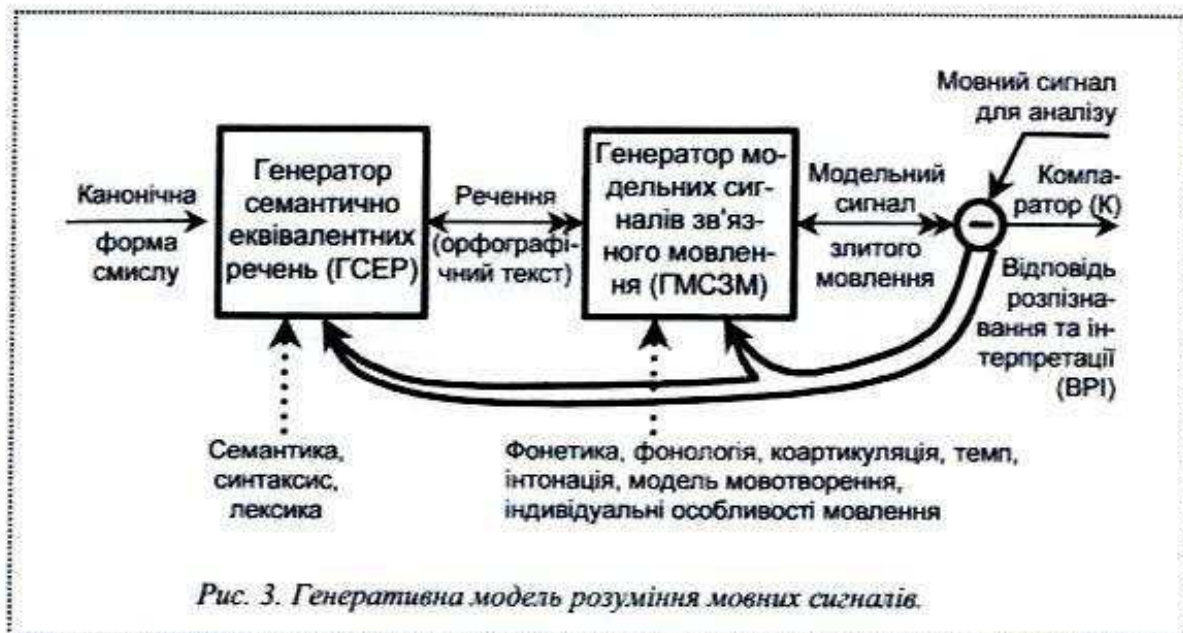 Мовний сигнал
для аналізу
Канонічна
форма
смислу
Генератор
семантично
еквівалентних
речень (ГСЕР)
Речення
(орфографі-
чний текст)
Генератор мо-
дельних сиг-
налів зв'яз-
ного мовлен-
ня (ГМСЗМ)
Модельний
сигнал
злитого
мовлення
Компа-
ратор (К)
Відповідь
розпізна-
вання та ін-
терпретації
(ВРІ)
Семантика,
синтаксис,
лексика
Фонетика, фонологія, коартикуляція, темп,
інтонація, модель мовотворення,
індивідуальні особливості мовлення
Рис. 3. Генеративна модель розуміння мовних сигналів.